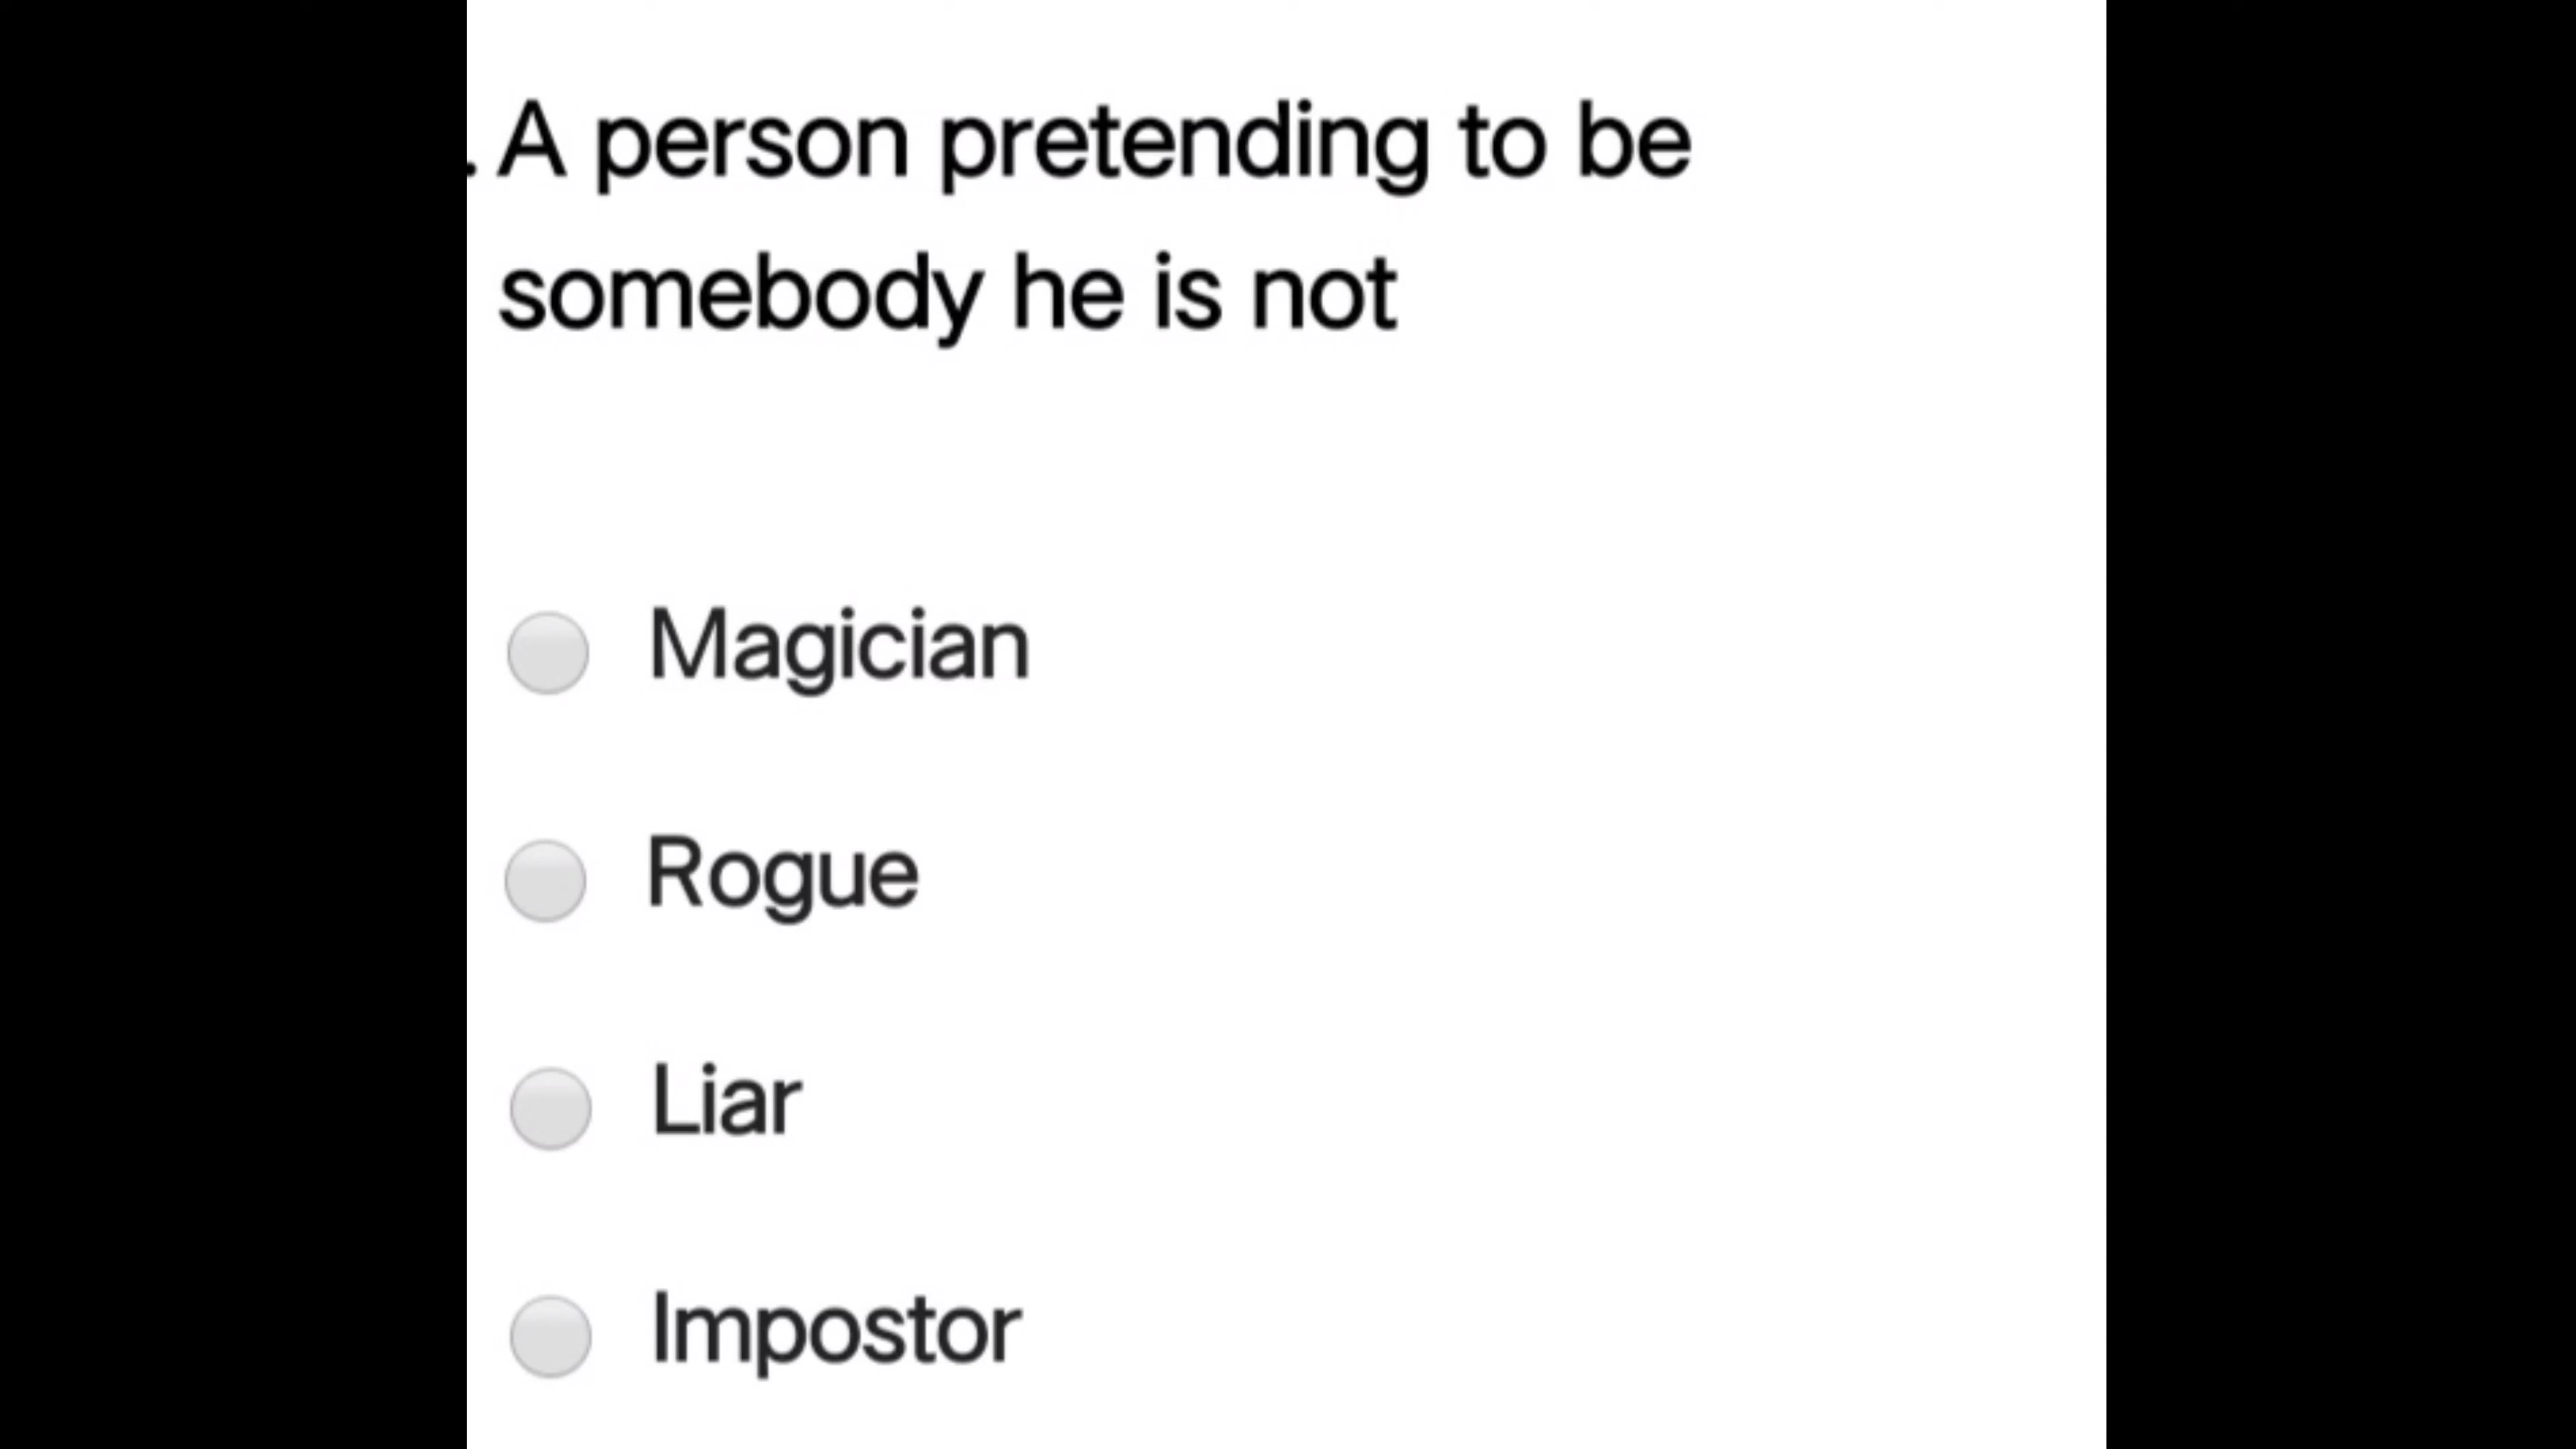 . A person pretending to be
somebody he is not
Magician
Rogue
Liar
Impostor